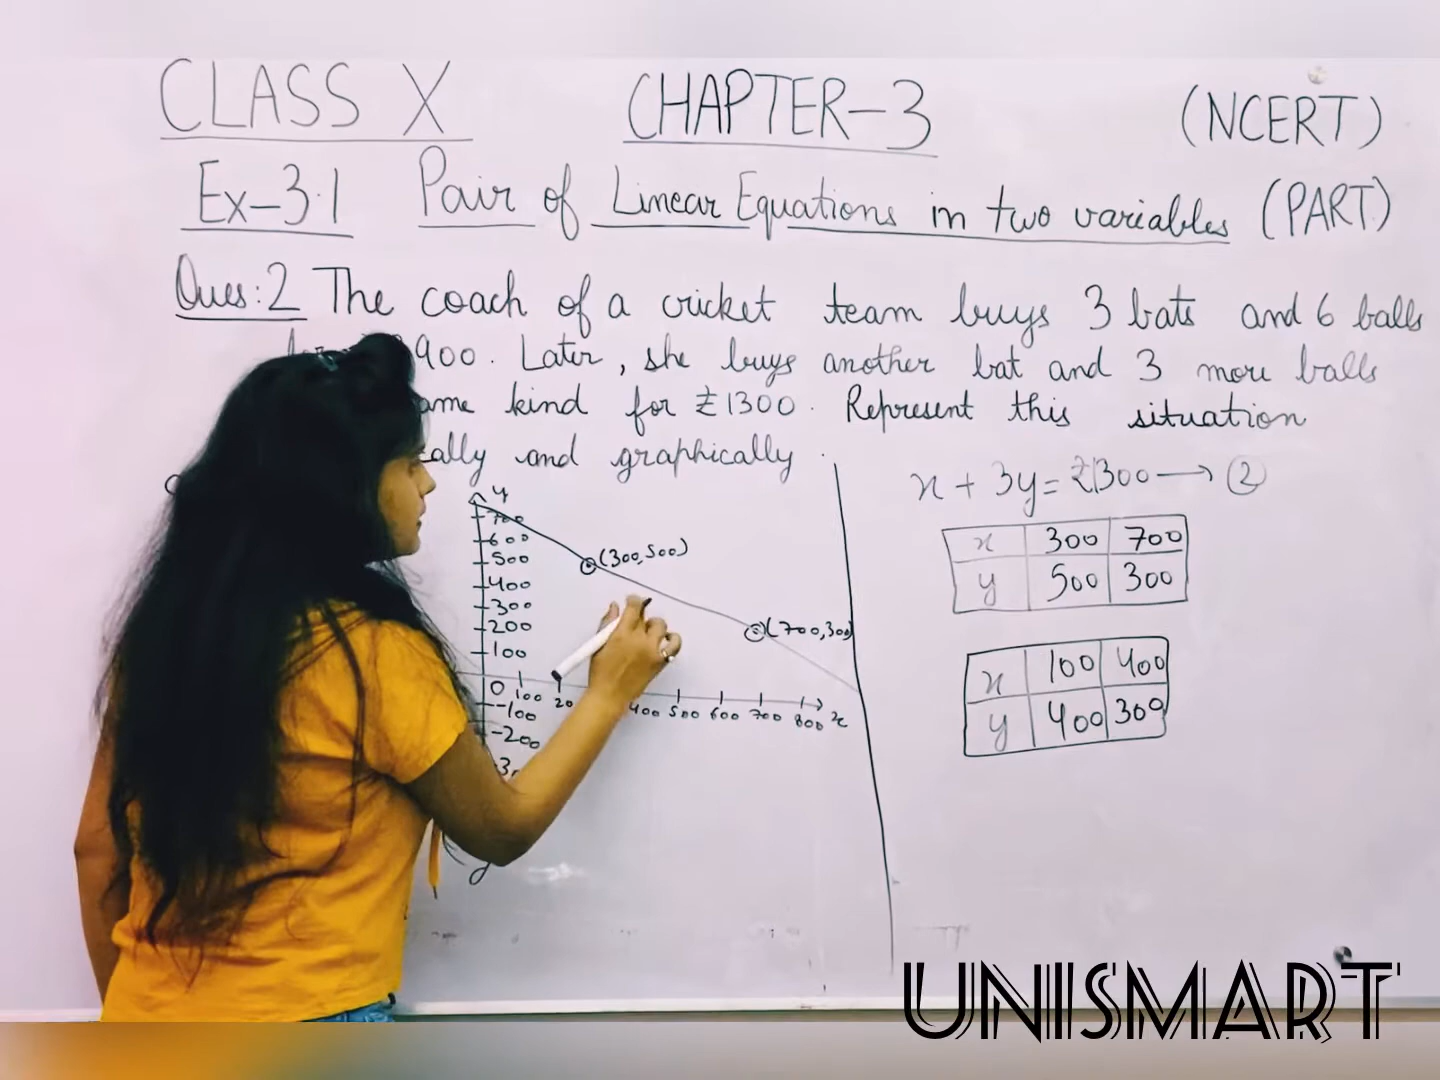 CLASS X CHAPTER-3 (NCERT)
Ex-3.1 Pair of Linear Equations in two variables (PART)
Ques:2 The coach of a cricket team buys 3 bats and 6 balls
900. Later, she buys another bat and 3 more balls
ame kind for ₹1300. Represent this situation
cally and graphically.
x + 3y = ₹1300 → ②
x 300 700
y 500 300
x 100 400
y 400 300
y
700
600
500
400
300
200
100
0 100 20 400 500 600 700 800 x
-100
-200
(300,500)
(700,300)
UNISMART